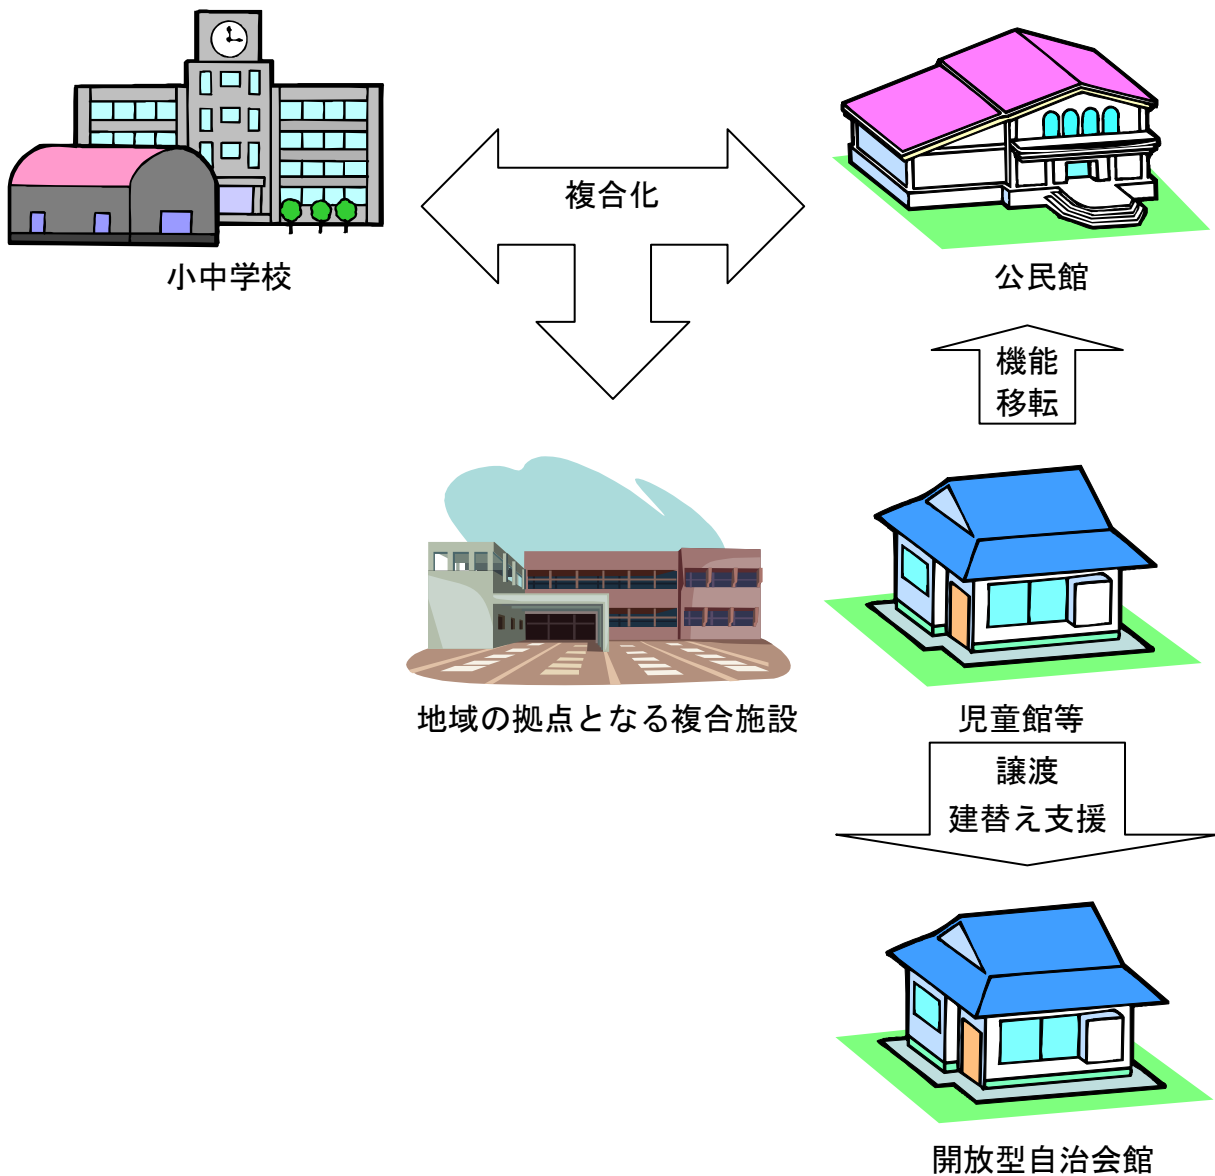 複合化
小中学校
公民館
機能
移転
地域の拠点となる複合施設
児童館等
譲渡
建替え支援
開放型自治会館